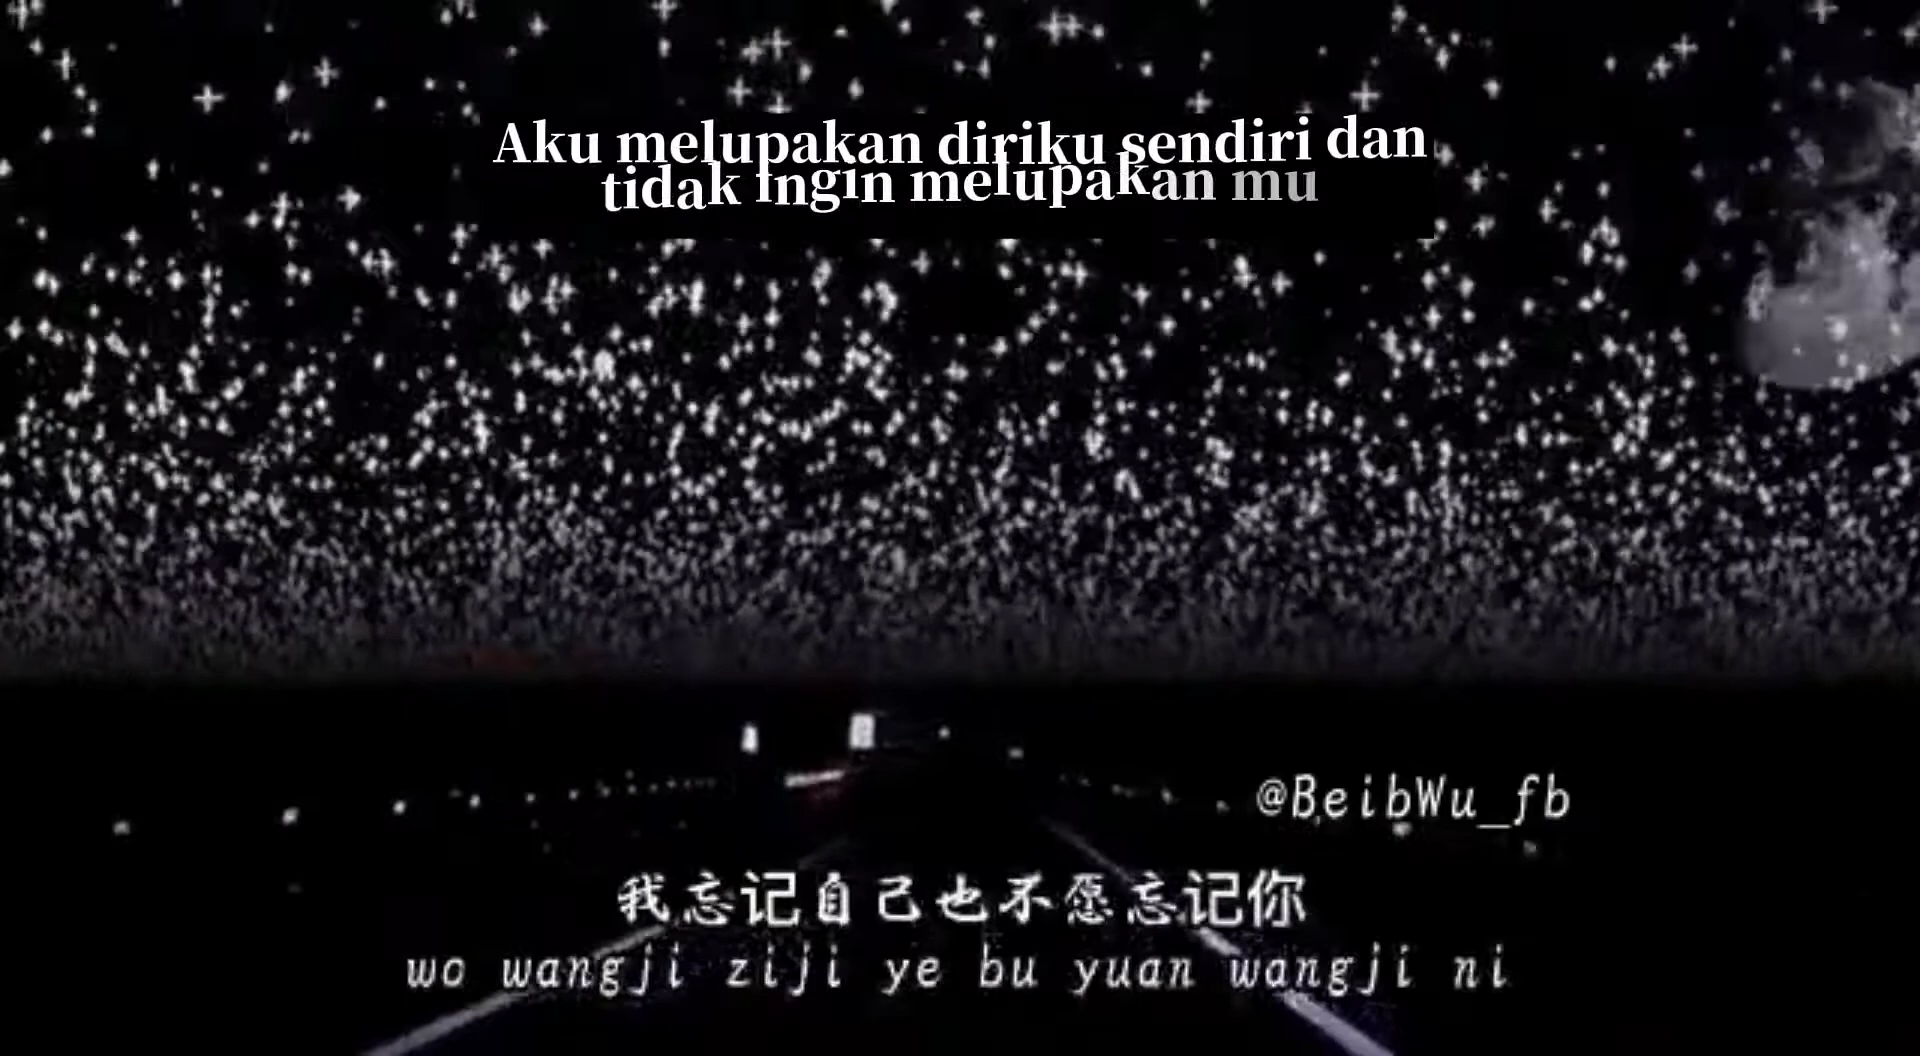 Aku melupakan diriku sendiri dan
tidak ingin melupakan mu
@BeibWu_fb
我忘记自己也不愿忘记你
wo wangji ziji ye bu yuan wangji ni